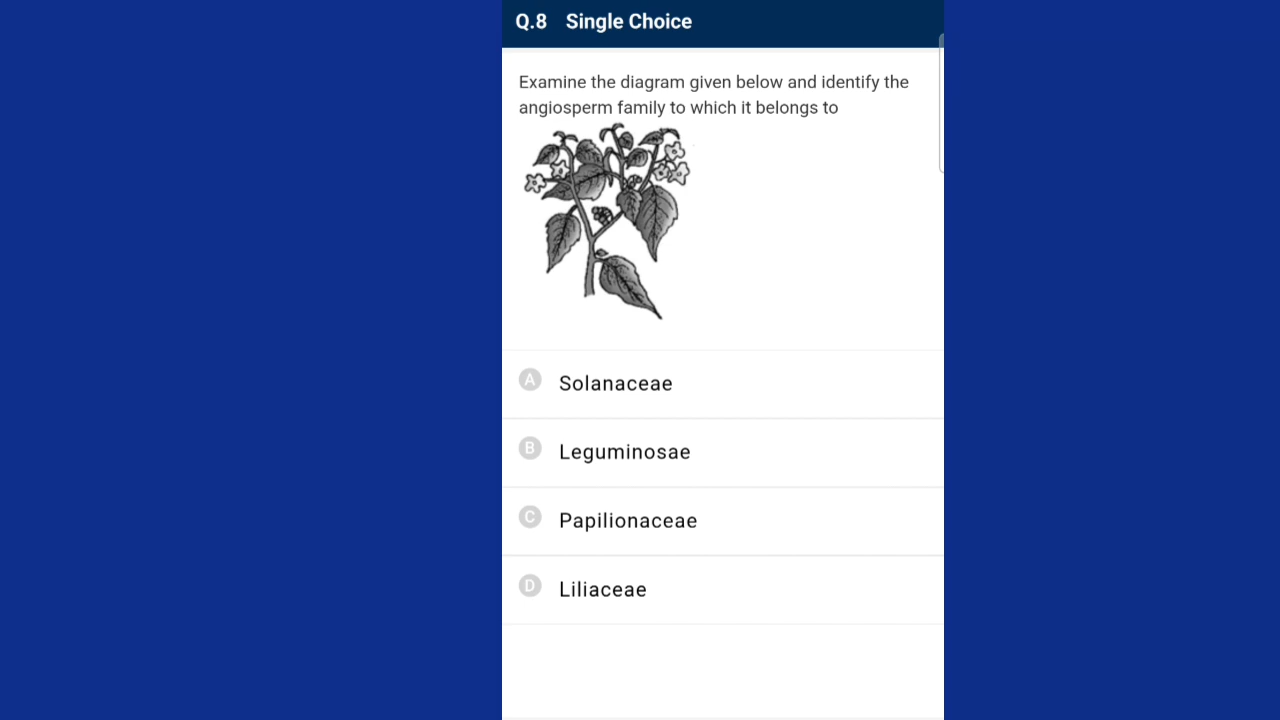 Q.8 Single Choice
Examine the diagram given below and identify the
angiosperm family to which it belongs to
A Solanaceae
B Leguminosae
C Papilionaceae
D Liliaceae